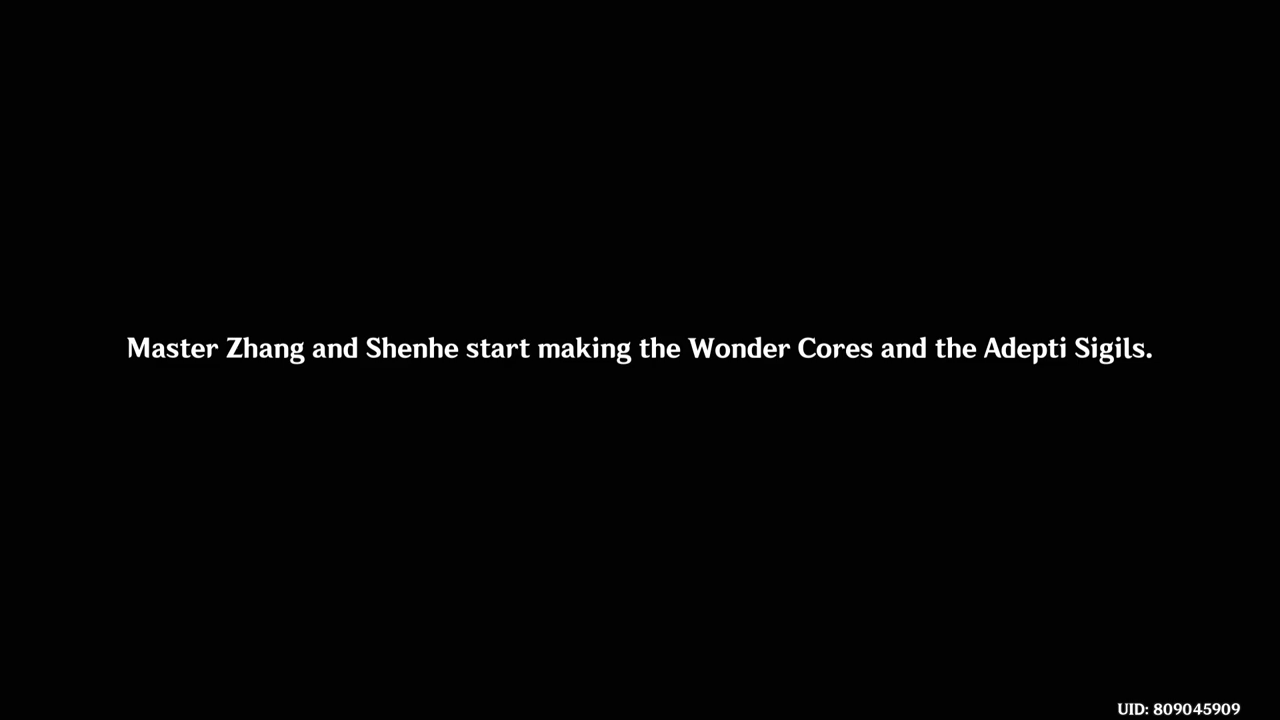 Master Zhang and Shenhe start making the Wonder Cores and the Adepti Sigils.
UID: 809045909